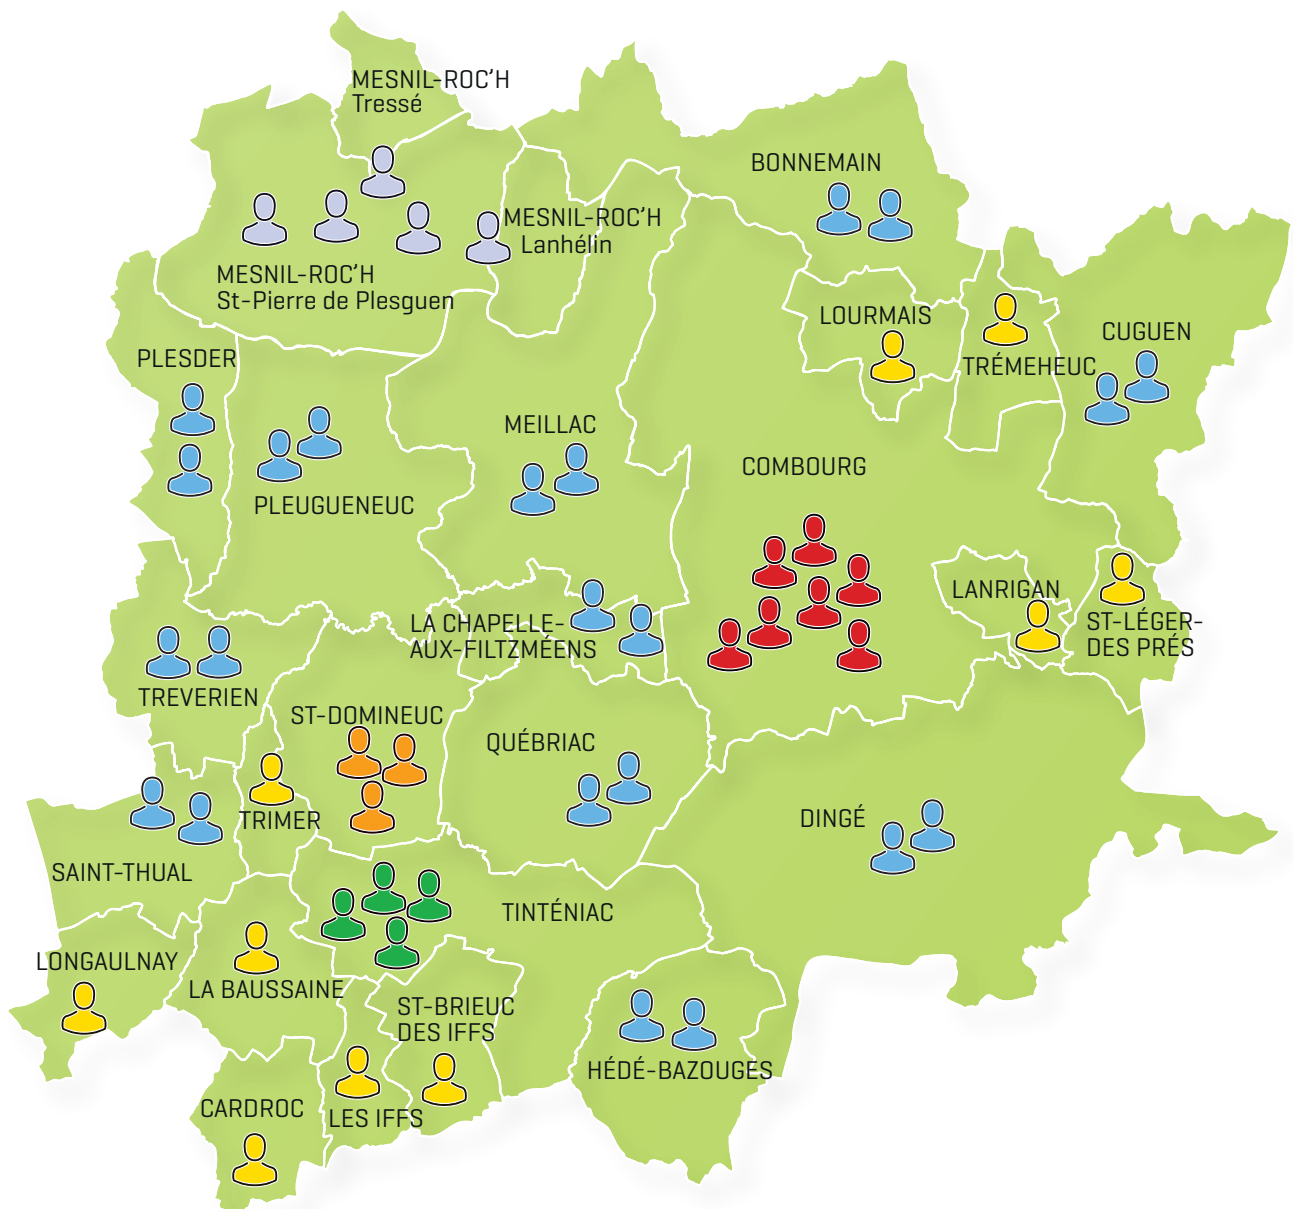 MESNIL-ROC'H
Tressé
BONNEMAIN
MESNIL-ROC'H
Lanhélin
MESNIL-ROC'H
St-Pierre de Plesguen
LOURMAIS
CUGUEN
PLESDER
TRÉMEHEUC
MEILLAC
COMBOURG
PLEUGUENEUC
LANRIGAN
LA CHAPELLE-
AUX-FILTZMÉENS
ST-LÉGER-
DES PRÉS
TREVERIEN
ST-DOMINEUC
QUÉBRIAC
TRIMER
DINGÉ
SAINT-THUAL
TINTÉNIAC
LONGAULNAY
LA BAUSSAINE
ST-BRIEUC
DES IFFS
HÉDÉ-BAZOUGES
CARDROC
LES IFFS